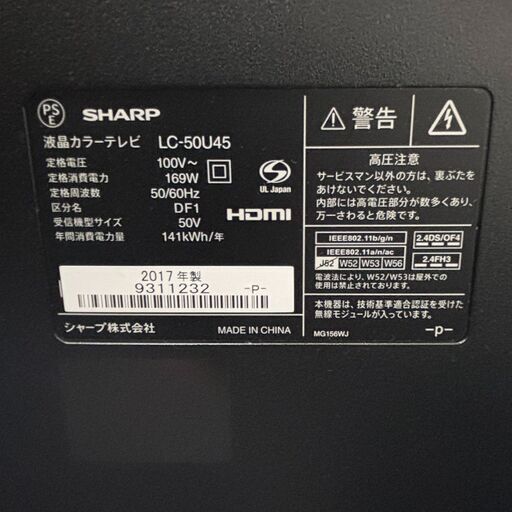 PS
E
SHARP
液晶カラーテレビ LC-50U45
定格電圧 100V～
定格消費電力 169W
定格周波数 50/60Hz
区分名 DF1
受信機型サイズ 50V
年間消費電力量 141kWh/年
S
UL Japan
HDMI
2017年製
9311232 -P-
シャープ株式会社 MADE IN CHINA
警告
高圧注意
サービスマン以外の方は、裏ぶたを
あけないでください。
内部には高電圧部分が数多くあり、
万一さわると危険です。
IEEE802.11b/g/n
IEEE802.11a/n/ac
J52 W52 W53 W56
2.4DS/OF4
2.4FH3
電波法により、W52/W53は屋外での
使用は禁止されております。
本機器は、技術基準適合認証を受けた
無線モジュールが入っています。
MG156WJ -P-